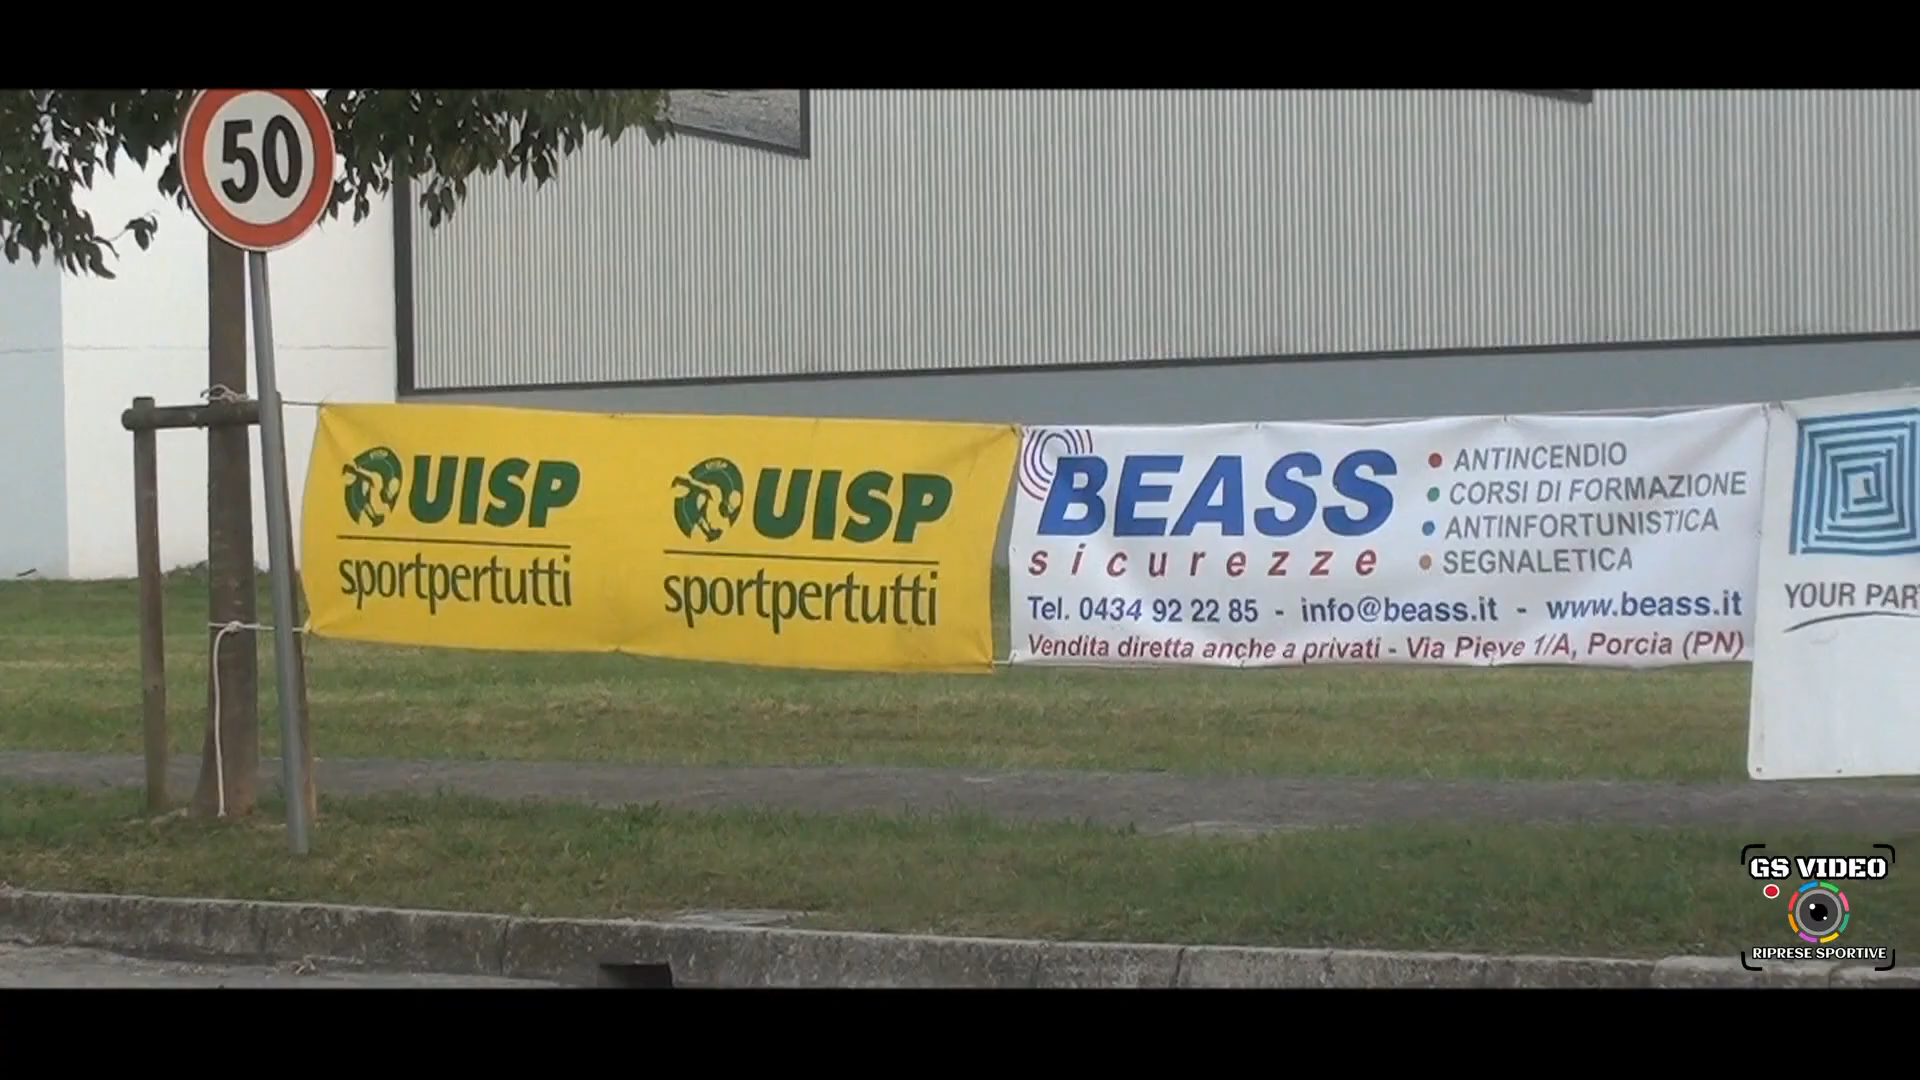 50
UISP
sportpertutti
UISP
sportpertutti
BEASS
sicurezze
• ANTINCENDIO
• CORSI DI FORMAZIONE
• ANTINFORTUNISTICA
• SEGNALETICA
Tel. 0434 92 22 85 - info@beass.it - www.beass.it
Vendita diretta anche a privati - Via Pieve 1/A, Porcia (PN)
YOUR PAR
GS VIDEO
RIPRESE SPORTIVE